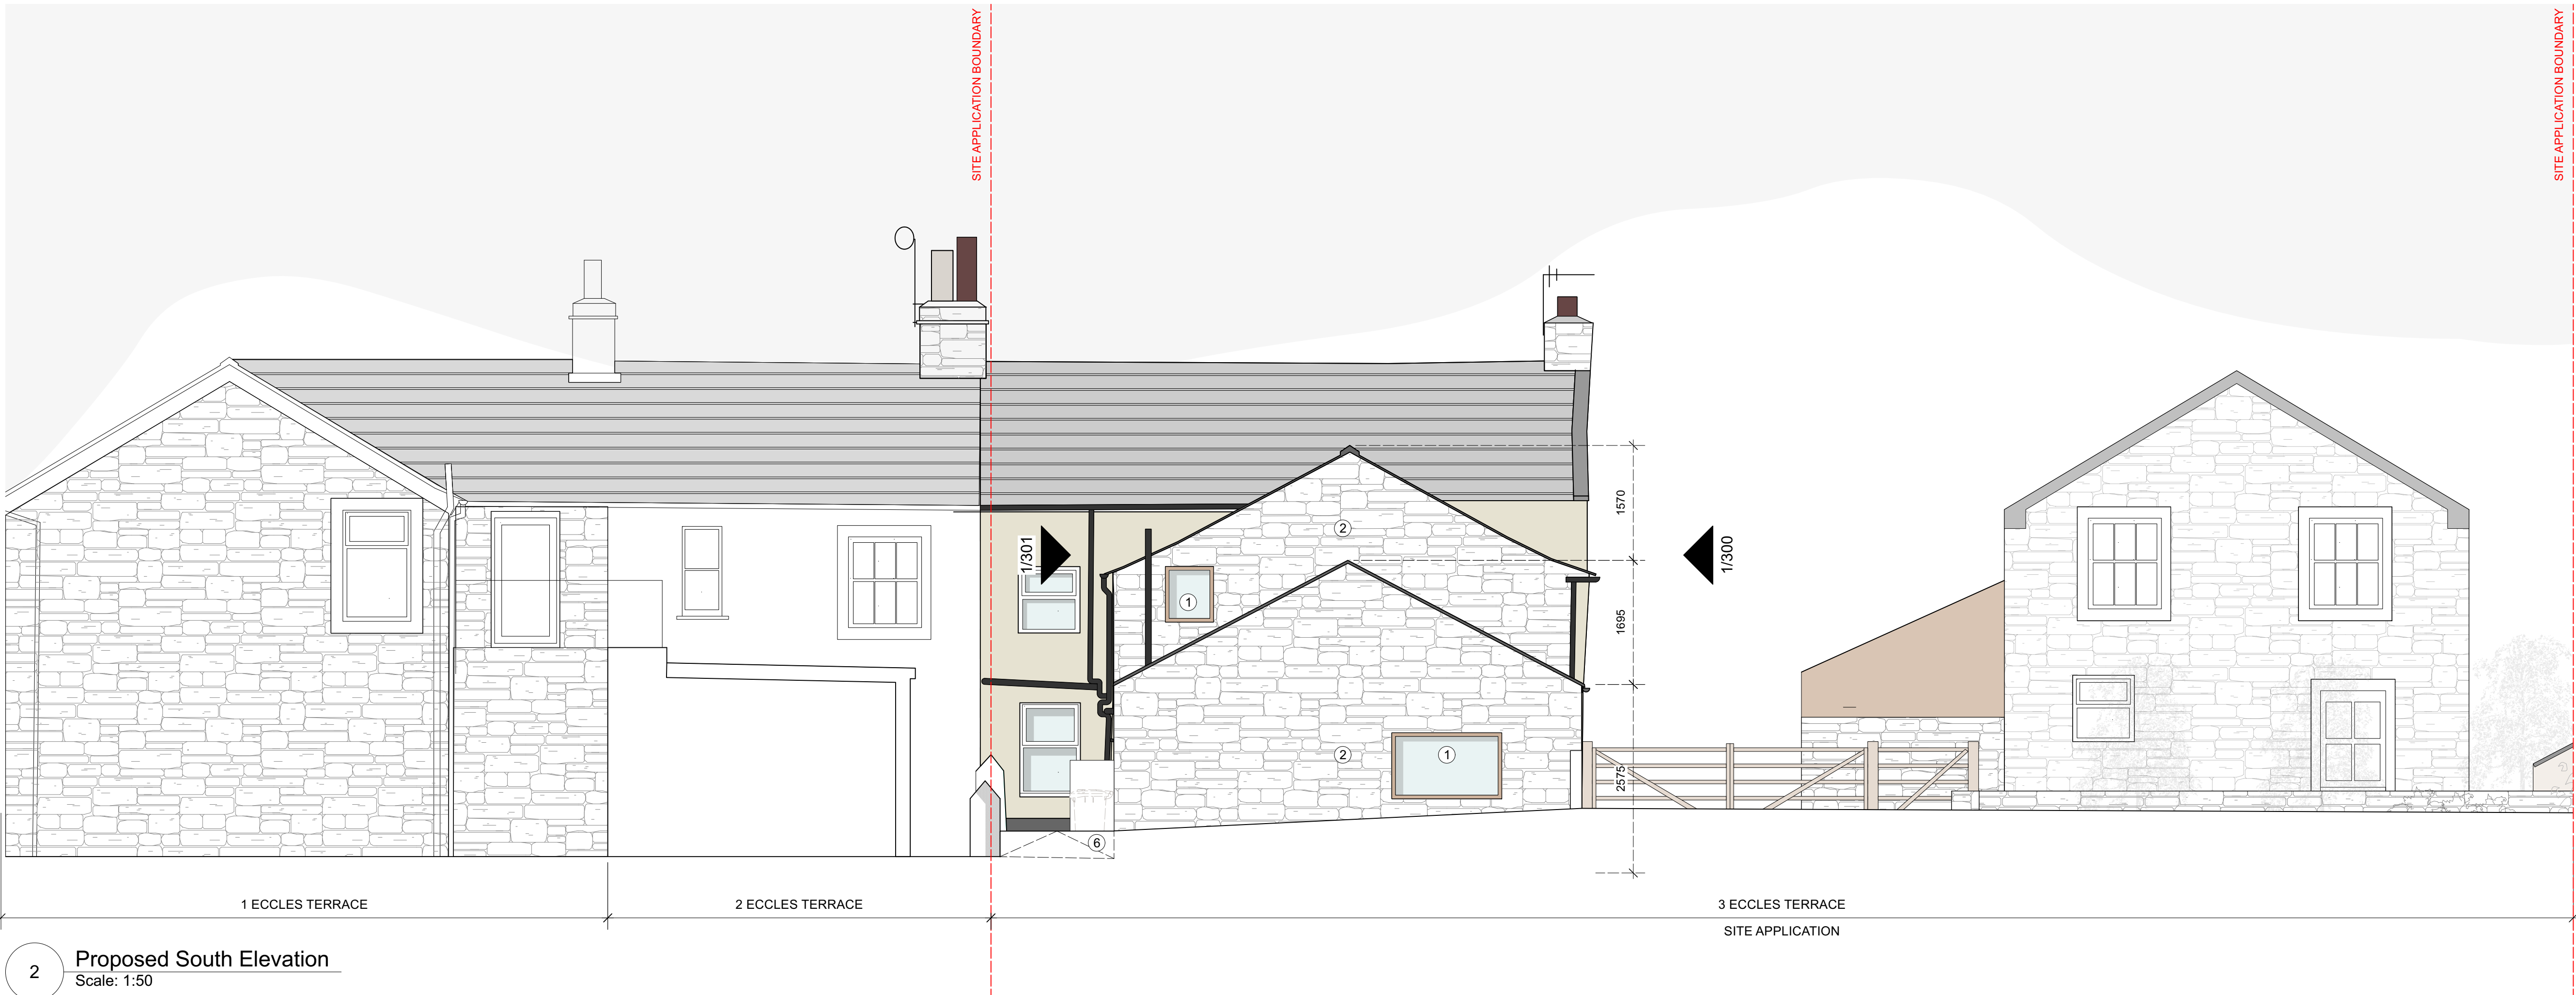 SITE APPLICATION BOUNDARY
SITE APPLICATION BOUNDARY
1570
2
1/301
1/300
1
1695
2
1
2575
6
1 ECCLES TERRACE
2 ECCLES TERRACE
3 ECCLES TERRACE
SITE APPLICATION
2
Proposed South Elevation
Scale: 1:50